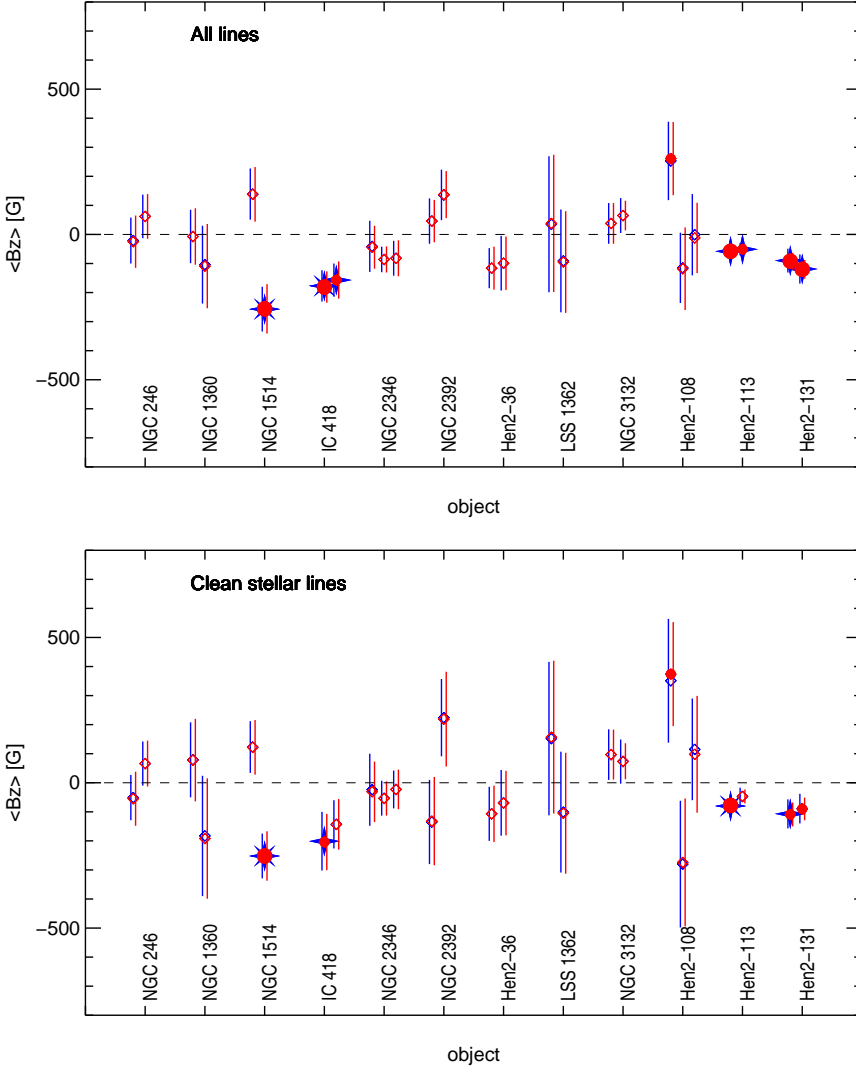 All lines
500
0
−500
<Bz> [G]
NGC 246
NGC 1360
NGC 1514
IC 418
NGC 2346
NGC 2392
Hen2−36
LSS 1362
NGC 3132
Hen2−108
Hen2−113
Hen2−131
object
Clean stellar lines
500
0
−500
<Bz> [G]
NGC 246
NGC 1360
NGC 1514
IC 418
NGC 2346
NGC 2392
Hen2−36
LSS 1362
NGC 3132
Hen2−108
Hen2−113
Hen2−131
object